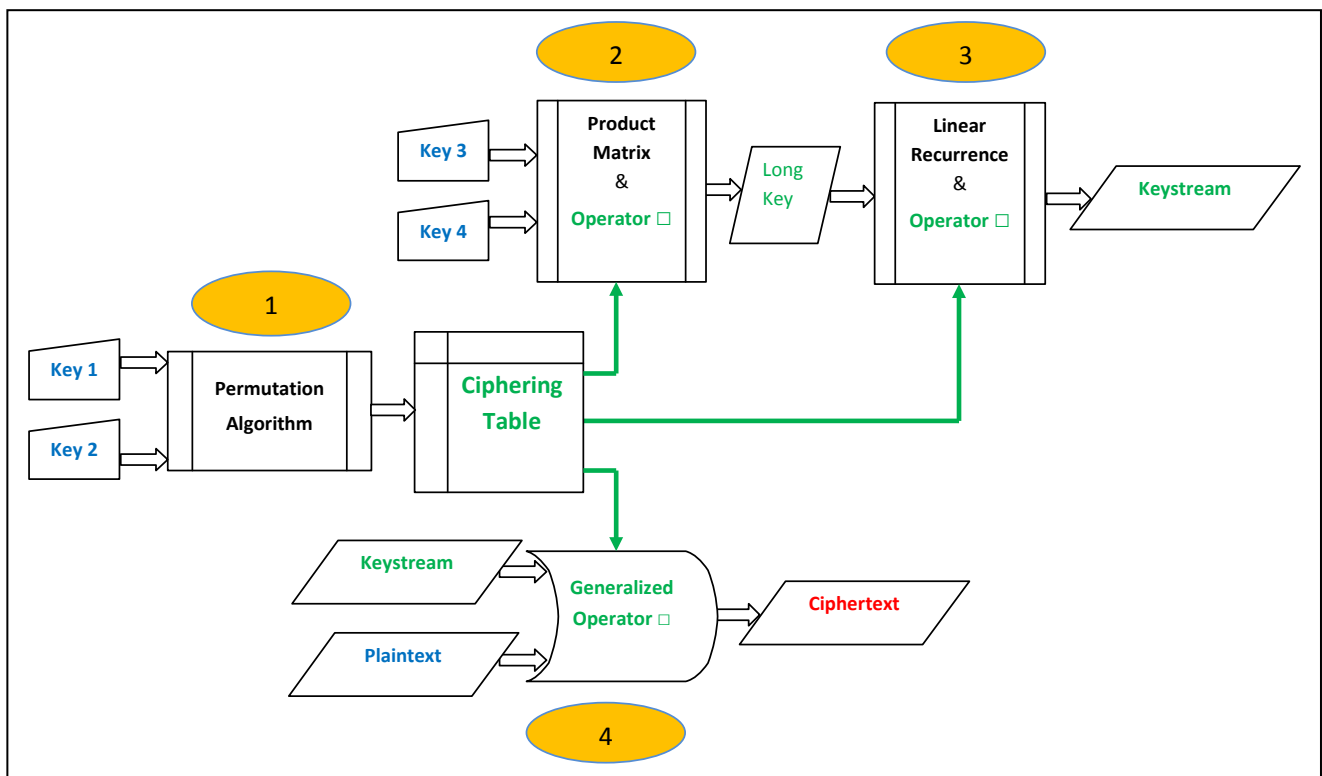 2
3
Key 3
Key 4
Product
Matrix
&
Operator □
Long
Key
Linear
Recurrence
&
Operator □
Keystream
1
Key 1
Key 2
Permutation
Algorithm
Ciphering
Table
Keystream
Plaintext
Generalized
Operator □
Ciphertext
4